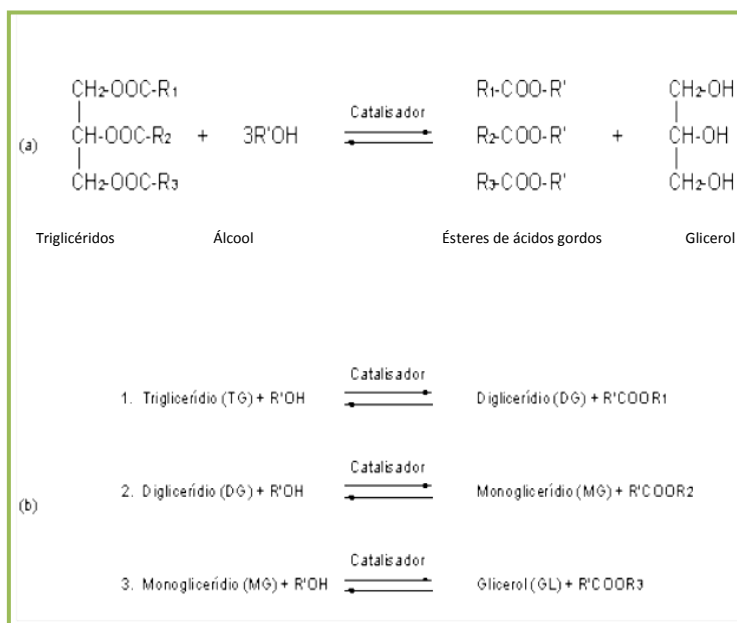 CH₂-OOC-R₁ R₁-COO-R' CH₂-OH
Catalisador
(a) CH-OOC-R₂ + 3R'OH R₂-COO-R' + CH-OH
CH₂-OOC-R₃ R₃-COO-R' CH₂-OH
Triglicéridos Álcool Ésteres de ácidos gordos Glicerol
Catalisador
1. Triglicerídio (TG) + R'OH Diglicerídio (DG) + R'COOR1
Catalisador
(b) 2. Diglicerídio (DG) + R'OH Monoglicerídio (MG) + R'COOR2
Catalisador
3. Monoglicerídio (MG) + R'OH Glicerol (GL) + R'COOR3